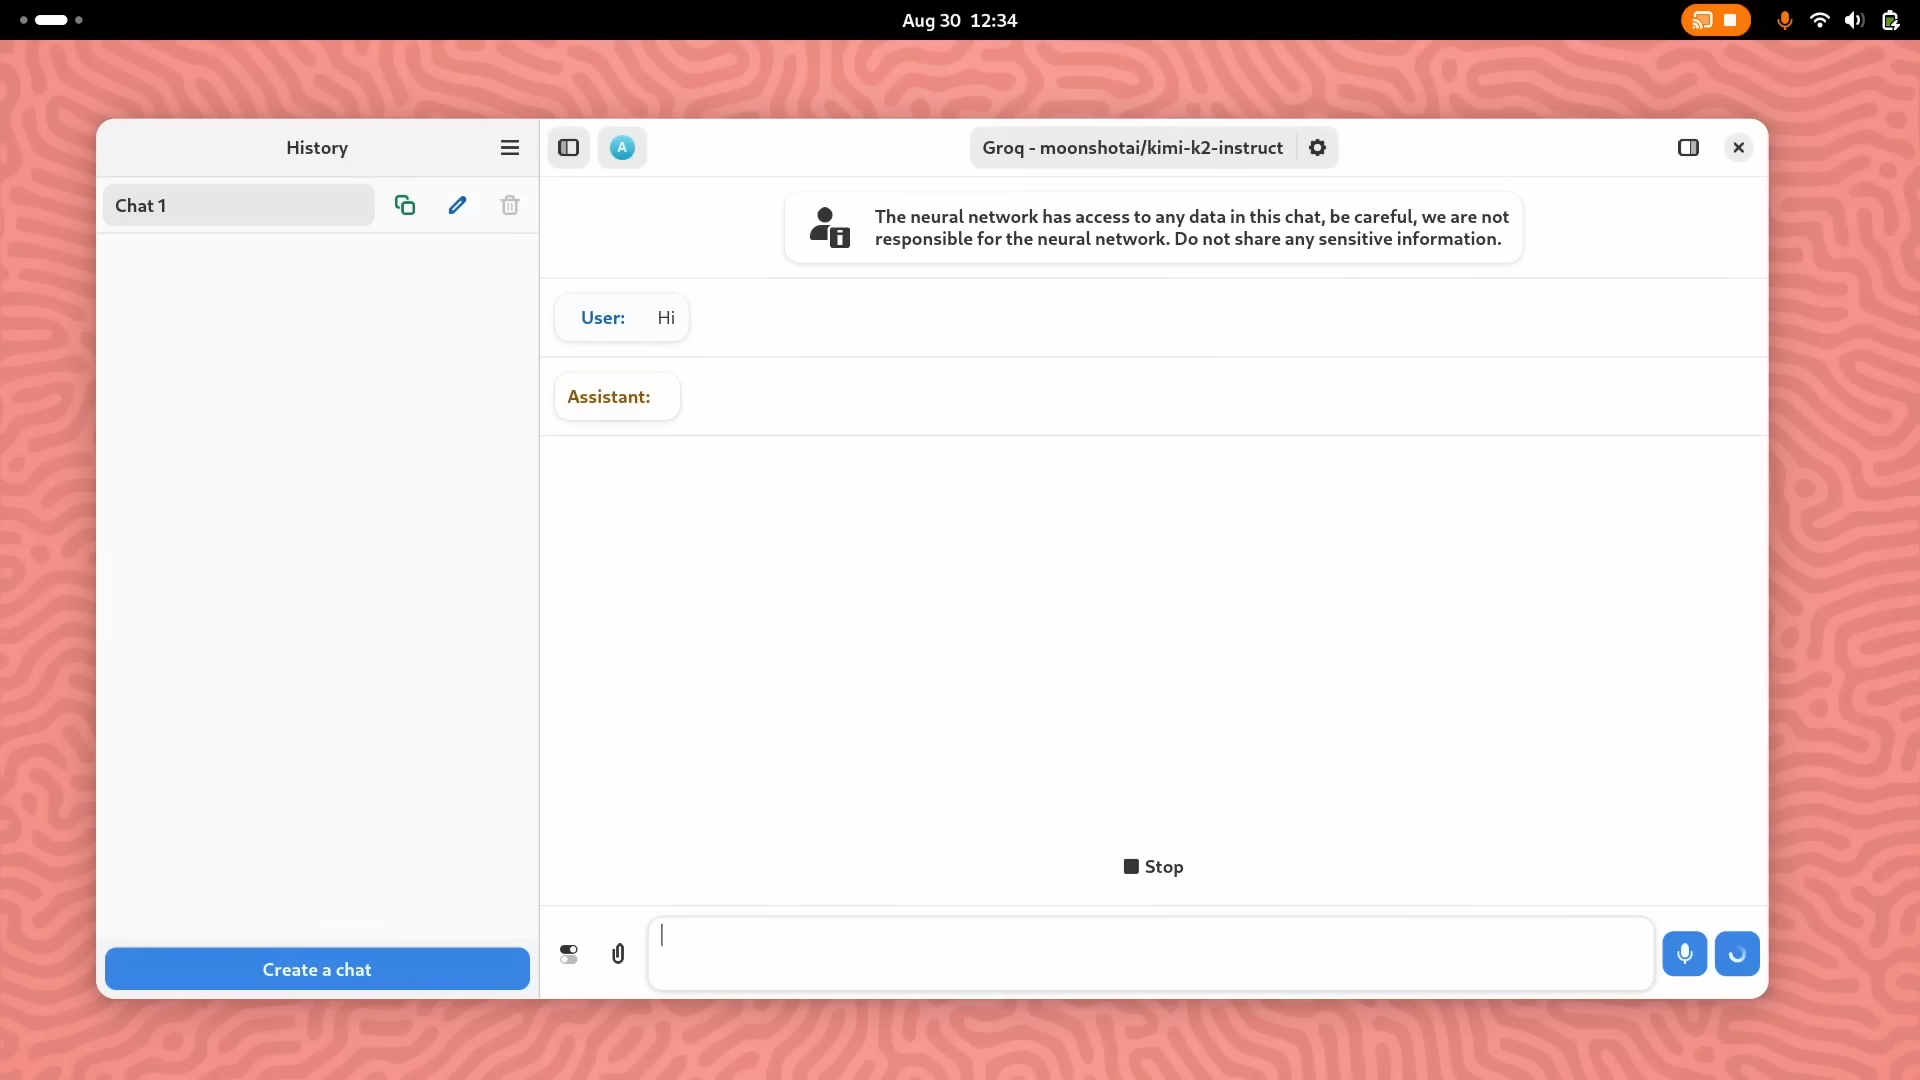 Aug 30 12:34
History
Chat 1
Create a chat
A
Groq - moonshotai/kimi-k2-instruct
The neural network has access to any data in this chat, be careful, we are not
responsible for the neural network. Do not share any sensitive information.
User: Hi
Assistant:
Stop